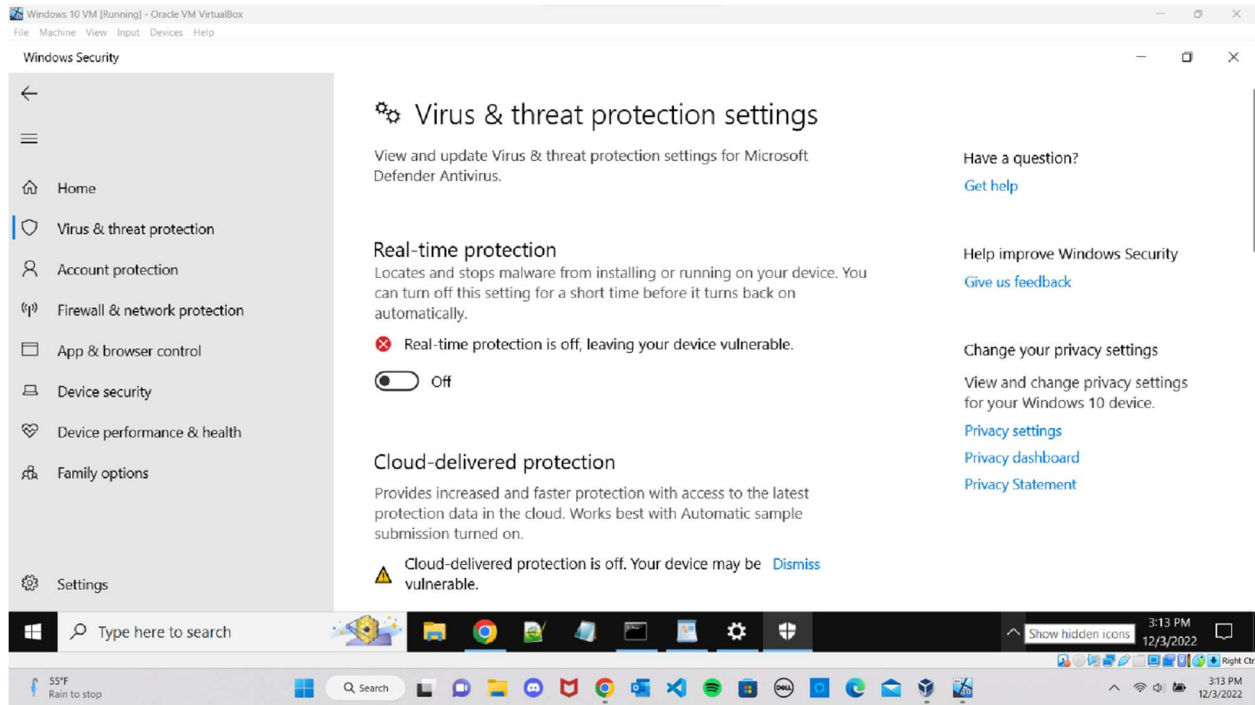 Windows 10 VM [Running] - Oracle VM VirtualBox
File Machine View Input Devices Help
Windows Security
Home
Virus & threat protection
Account protection
Firewall & network protection
App & browser control
Device security
Device performance & health
Family options
Settings
Virus & threat protection settings
View and update Virus & threat protection settings for Microsoft
Defender Antivirus.
Real-time protection
Locates and stops malware from installing or running on your device. You
can turn off this setting for a short time before it turns back on
automatically.
Real-time protection is off, leaving your device vulnerable.
Off
Cloud-delivered protection
Provides increased and faster protection with access to the latest
protection data in the cloud. Works best with Automatic sample
submission turned on.
Cloud-delivered protection is off. Your device may be Dismiss
vulnerable.
Have a question?
Get help
Help improve Windows Security
Give us feedback
Change your privacy settings
View and change privacy settings
for your Windows 10 device.
Privacy settings
Privacy dashboard
Privacy Statement
Type here to search
Show hidden icons
3:13 PM
12/3/2022
Right Ctr
55°F
Rain to stop
Search
DELL
3:13 PM
12/3/2022